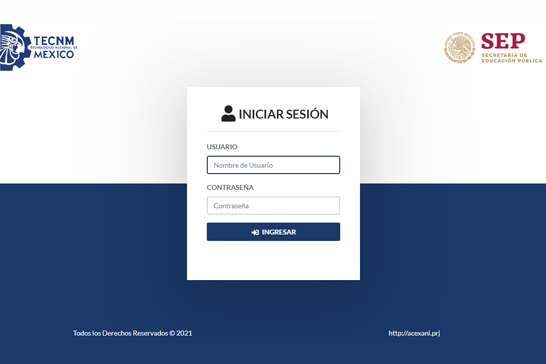 TECNM
TECNOLÓGICO NACIONAL DE
MEXICO
SEP
SECRETARÍA DE
EDUCACIÓN PÚBLICA
INICIAR SESIÓN
USUARIO
Nombre de Usuario
CONTRASEÑA
Contraseña
INGRESAR
Todos los Derechos Reservados © 2021
http://acexani.prj